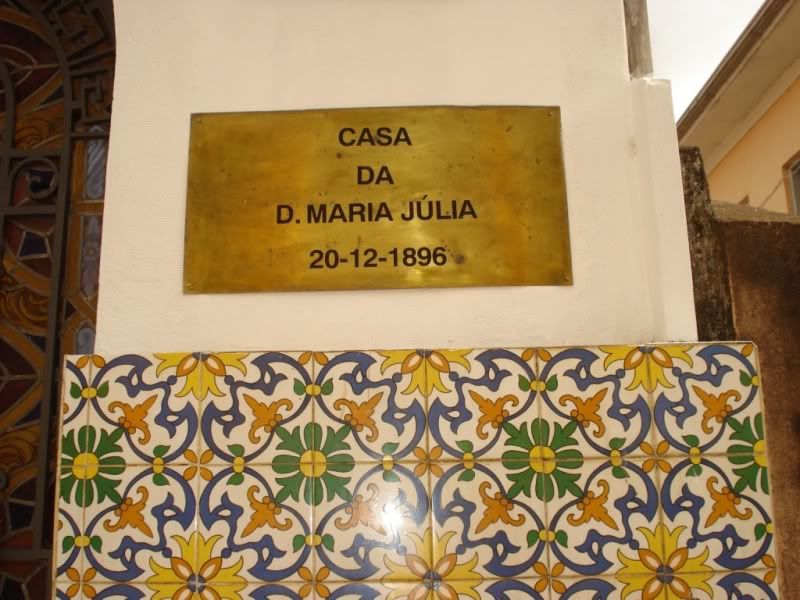 CASA
DA
D. MARIA JÚLIA
20-12-1896